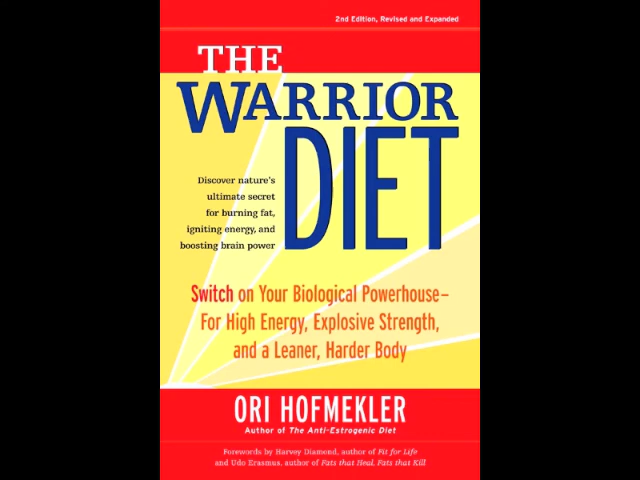 2nd Edition, Revised and Expanded
THE
WARRIOR
DIET
Discover nature's
ultimate secret
for burning fat,
igniting energy, and
boosting brain power
Switch on Your Biological Powerhouse–
For High Energy, Explosive Strength,
and a Leaner, Harder Body
ORI HOFMEKLER
Author of The Anti-Estrogenic Diet
Forewords by Harvey Diamond, author of Fit for Life
and Udo Erasmus, author of Fats that Heal, Fats that Kill